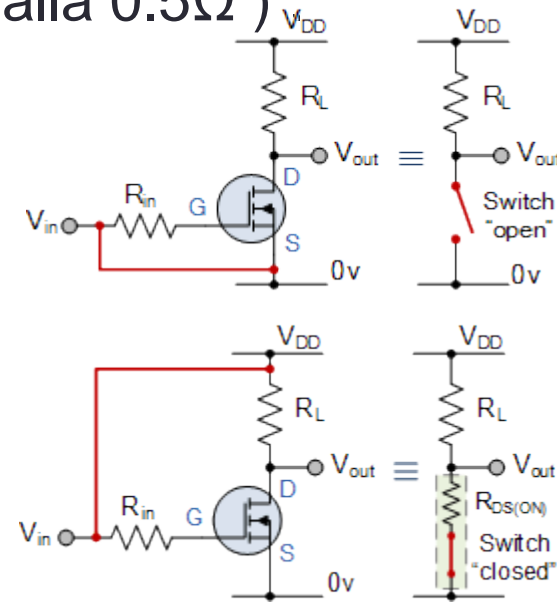 alla 0.5Ω )
VDD
VDD
RL
RL
Vout
≡
Vout
D
Rin
G
Vin
S
Switch
"open"
0v
0v
VDD
VDD
RL
RL
Vout
≡
Vout
D
Rin
G
Vin
S
RDS(ON)
Switch
"closed"
0v